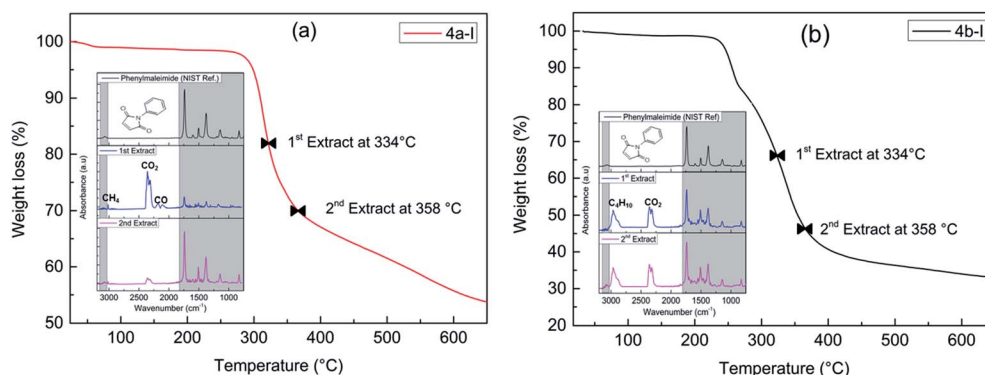 (a)
4a-I
Weight loss (%)
100
90
80
70
60
50
0 100 200 300 400 500 600
Temperature (°C)
1st Extract at 334°C
2nd Extract at 358 °C
Phenylmaleimide (NIST Ref.)
N
O
O
1st Extract
CH4
CO2
CO
2nd Extract
Absorbance (a.u)
3000 2500 2000 1500 1000
Wavenumber (cm-1)
(b)
4b-I
Weight loss (%)
100
90
80
70
60
50
40
30
20
0 100 200 300 400 500 600
Temperature (°C)
1st Extract at 334°C
2nd Extract at 358 °C
Phenylmaleimide (NIST Ref)
N
O
O
1st Extract
C4H10
CO2
2nd Extract
Absorbance (a.u)
3000 2500 2000 1500 1000
Wavenumber (cm-1)